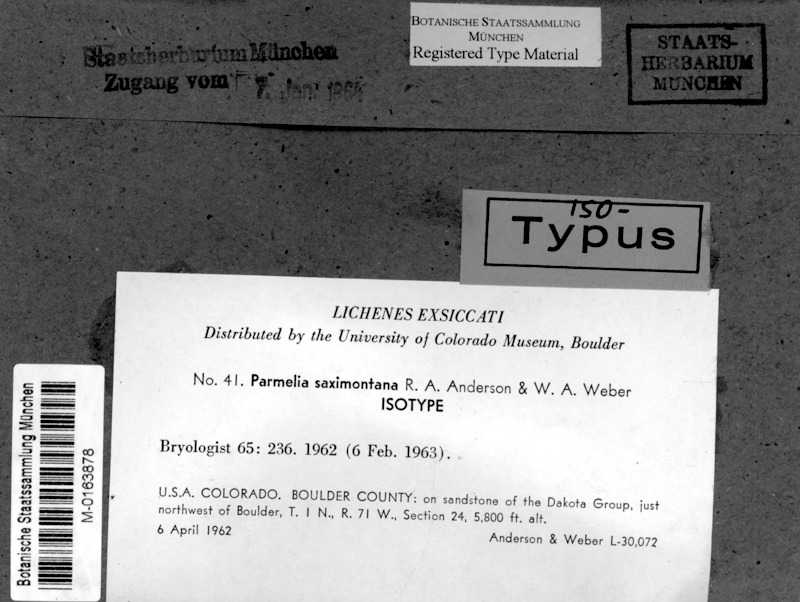 Staatsherbarium München
Zugang vom 7. Jan.
BOTANISCHE STAATSSAMMLUNG
MÜNCHEN
Registered Type Material
STAATS-
HERBARIUM
MÜNCHEN
150-
Typus
LICHENES EXSICCATI
Distributed by the University of Colorado Museum, Boulder
No. 41. Parmelia saximontana R. A. Anderson & W. A. Weber
ISOTYPE
Bryologist 65: 236. 1962 (6 Feb. 1963).
U.S.A. COLORADO. BOULDER COUNTY: on sandstone of the Dakota Group, just
northwest of Boulder, T. 1 N., R. 71 W., Section 24, 5,800 ft. alt.
6 April 1962
Anderson & Weber L-30,072
Botanische Staatssammlung München
M-0163878